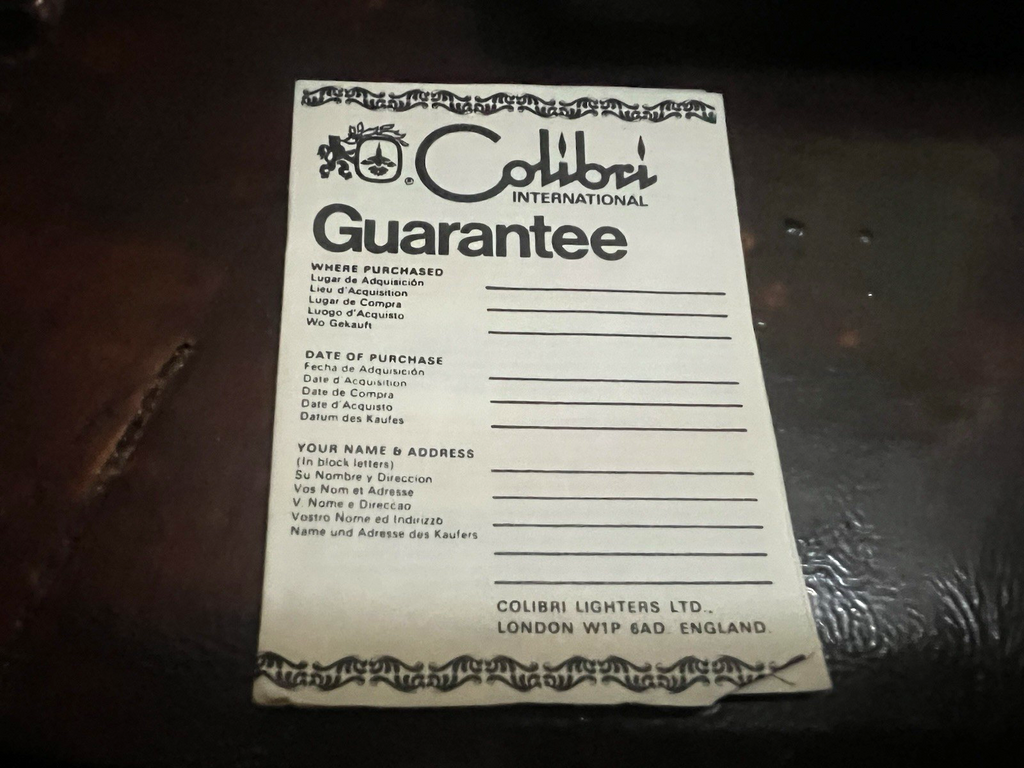 Colibri
INTERNATIONAL
Guarantee
WHERE PURCHASED
Lugar de Adquisición
Lieu d'Acquisition
Lugar de Compra
Luogo d'Acquisto
Wo Gekauft
DATE OF PURCHASE
Fecha de Adquisición
Date d'Acquisition
Date de Compra
Date d'Acquisto
Datum des Kaufes
YOUR NAME & ADDRESS
(In block letters)
Su Nombre y Direccion
Vos Nom et Adresse
V. Nome e Direccao
Vostro Nome ed Indirizzo
Name und Adresse des Kaufers
COLIBRI LIGHTERS LTD.,
LONDON W1P 6AD. ENGLAND.